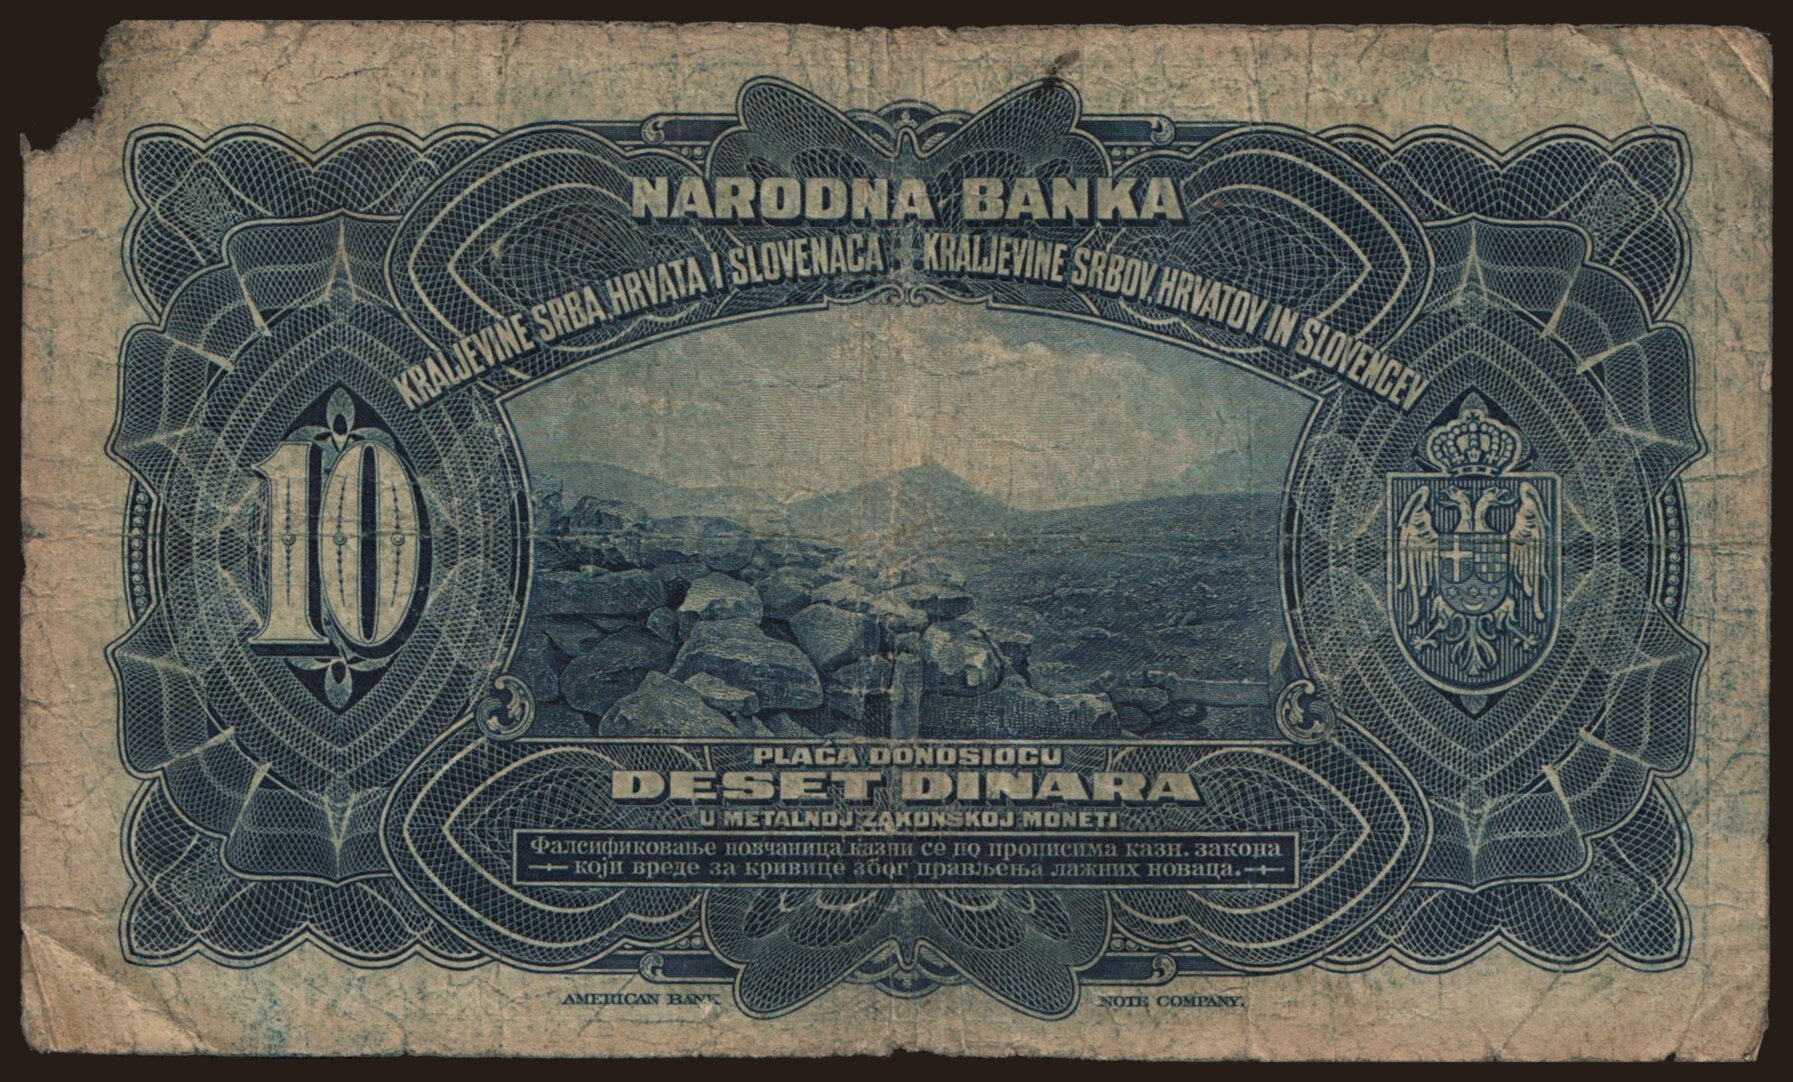 NARODNA BANKA
KRALJEVINE SRBA, HRVATA I SLOVENACA
KRALJEVINE SRBOV, HRVATOV IN SLOVENCEV
10
PLAĆA DONOSIOCU
DESET DINARA
U METALNOJ ZAKONSKOJ MONETI
Фалсификовање новчаница казни се по прописима казн. закона
који вреде за кривице због прављења лажних новаца.
AMERICAN BANK NOTE COMPANY.